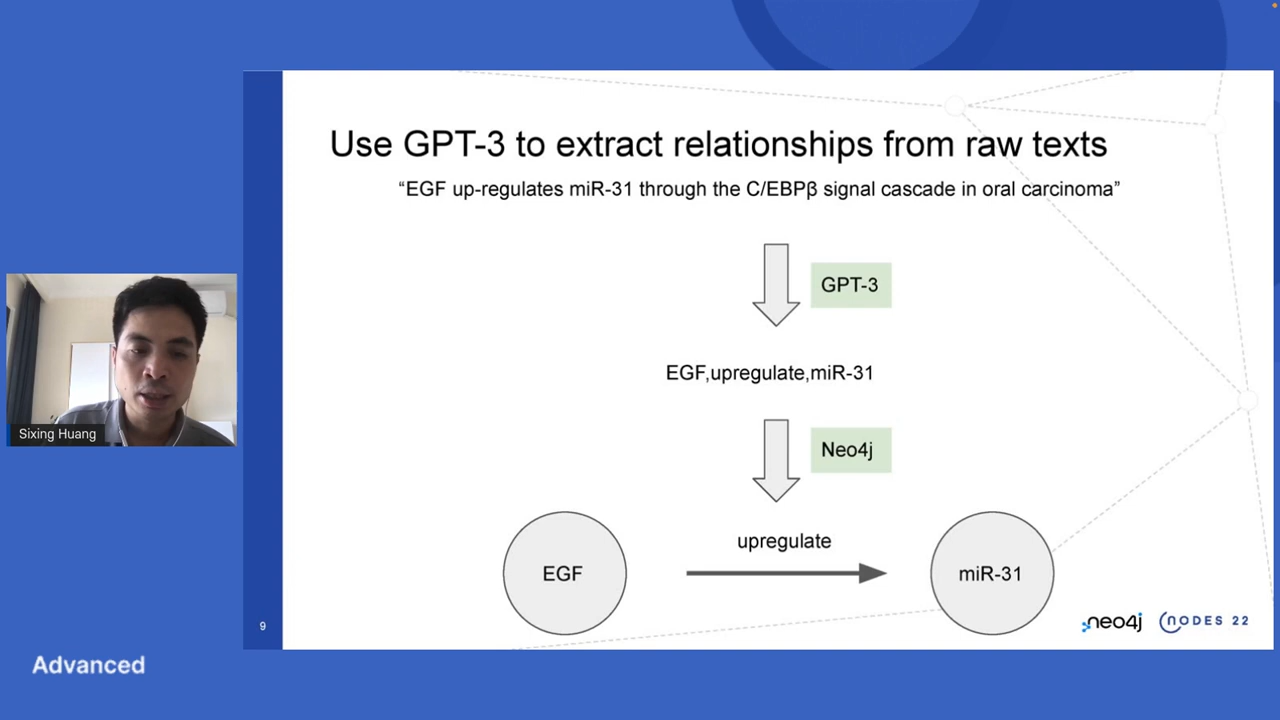 Use GPT-3 to extract relationships from raw texts
“EGF up-regulates miR-31 through the C/EBPβ signal cascade in oral carcinoma”
GPT-3
EGF,upregulate,miR-31
Neo4j
upregulate
EGF
miR-31
Sixing Huang
9
neo4j
NODES 22
Advanced